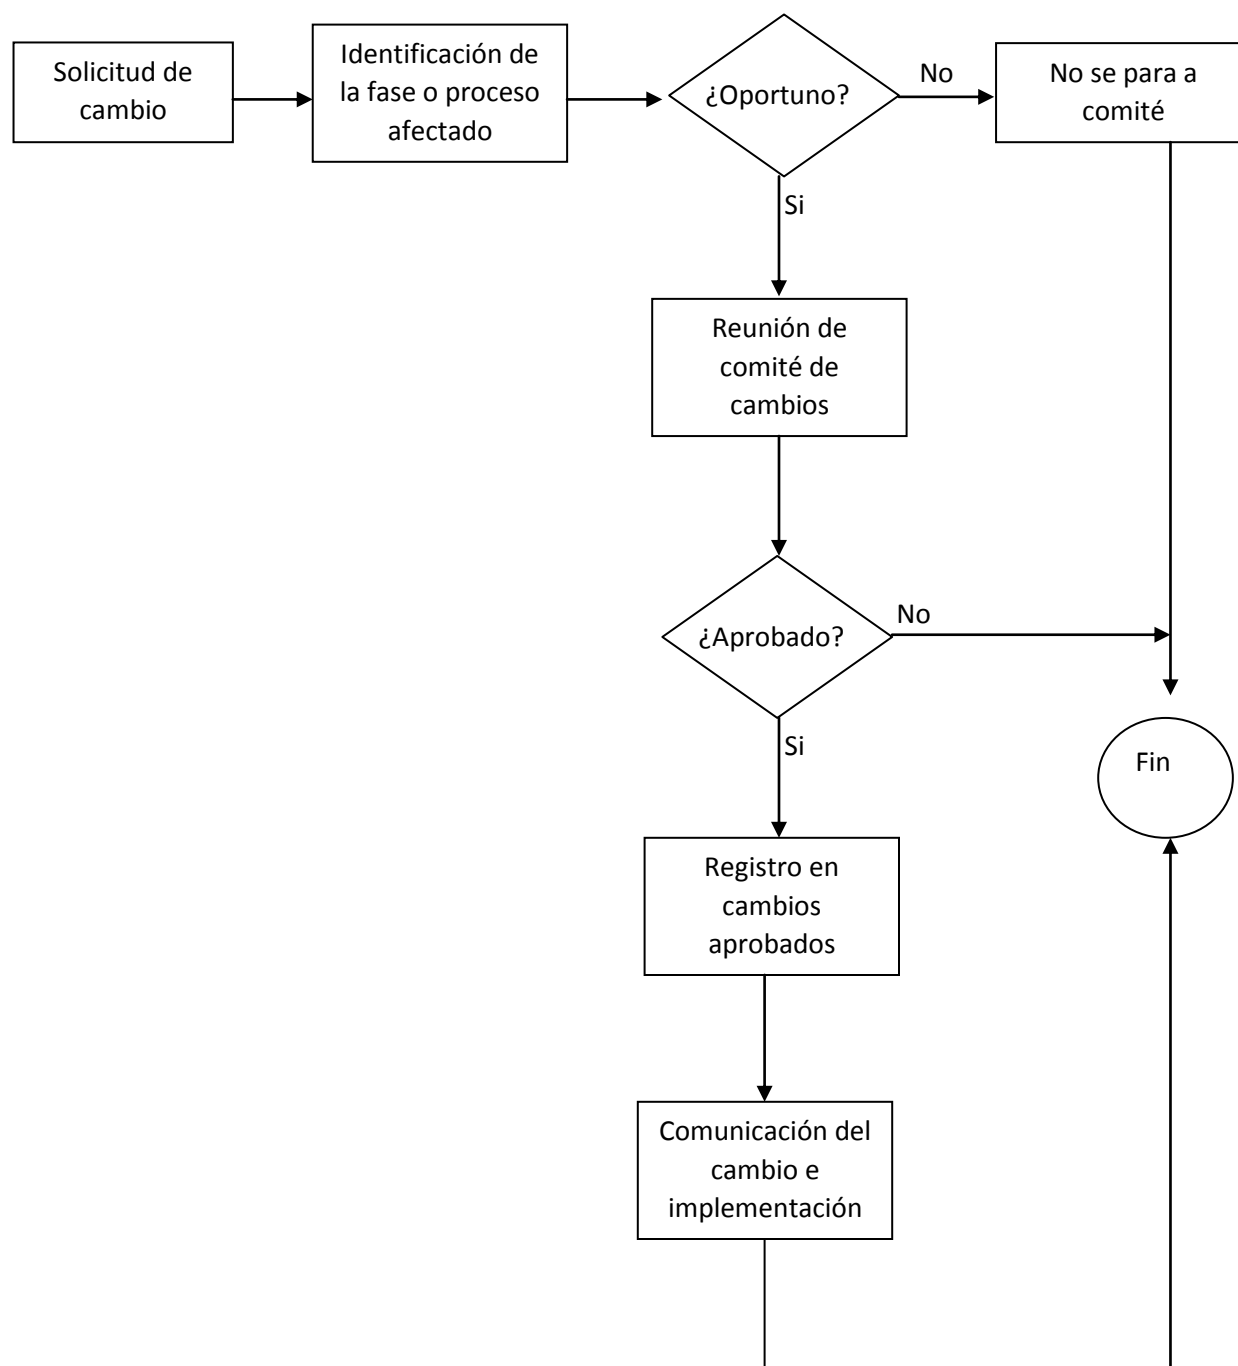 Solicitud de
cambio
Identificación de
la fase o proceso
afectado
¿Oportuno?
No
No se para a
comité
Si
Reunión de
comité de
cambios
¿Aprobado?
No
Si
Fin
Registro en
cambios
aprobados
Comunicación del
cambio e
implementación